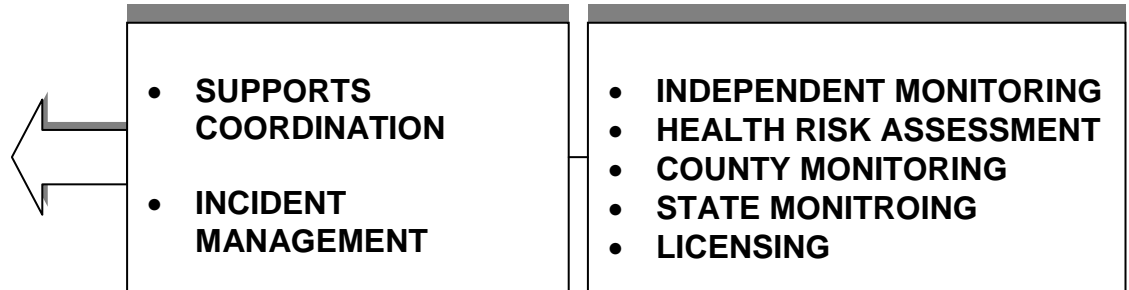 • SUPPORTS
COORDINATION
• INCIDENT
MANAGEMENT
• INDEPENDENT MONITORING
• HEALTH RISK ASSESSMENT
• COUNTY MONITORING
• STATE MONITROING
• LICENSING